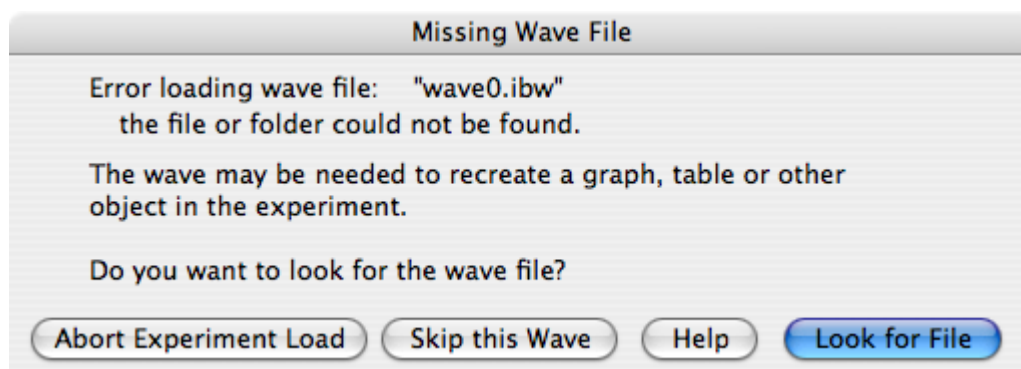 Missing Wave File
Error loading wave file: "wave0.ibw"
the file or folder could not be found.
The wave may be needed to recreate a graph, table or other
object in the experiment.
Do you want to look for the wave file?
Abort Experiment Load Skip this Wave Help Look for File